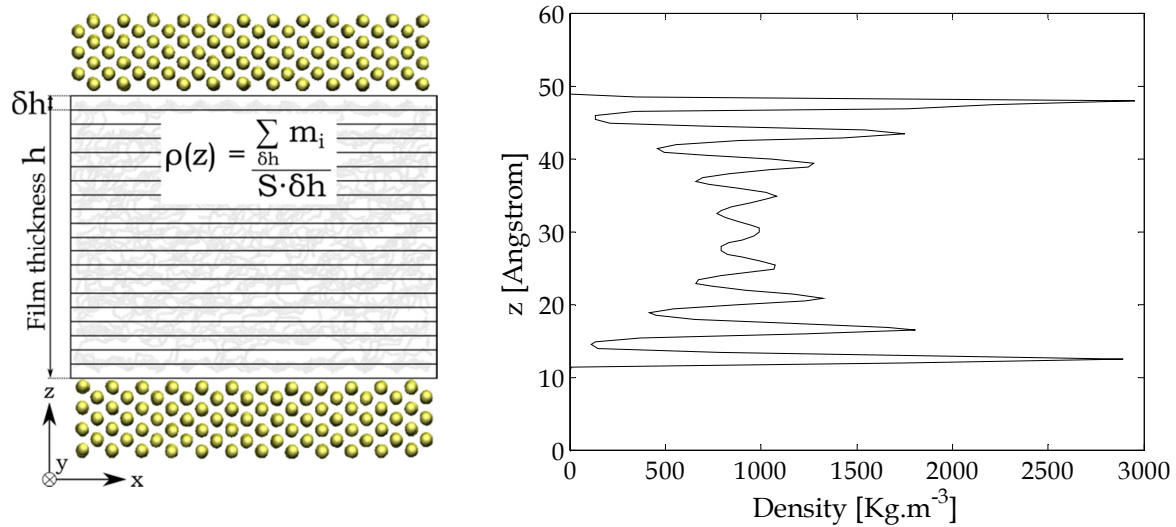 δh
Film thickness h
ρ(z) = ∑ mᵢ
δh
S·δh
z
y
x
60
50
40
30
20
10
0
z [Angstrom]
0 500 1000 1500 2000 2500 3000
Density [Kg.m⁻³]